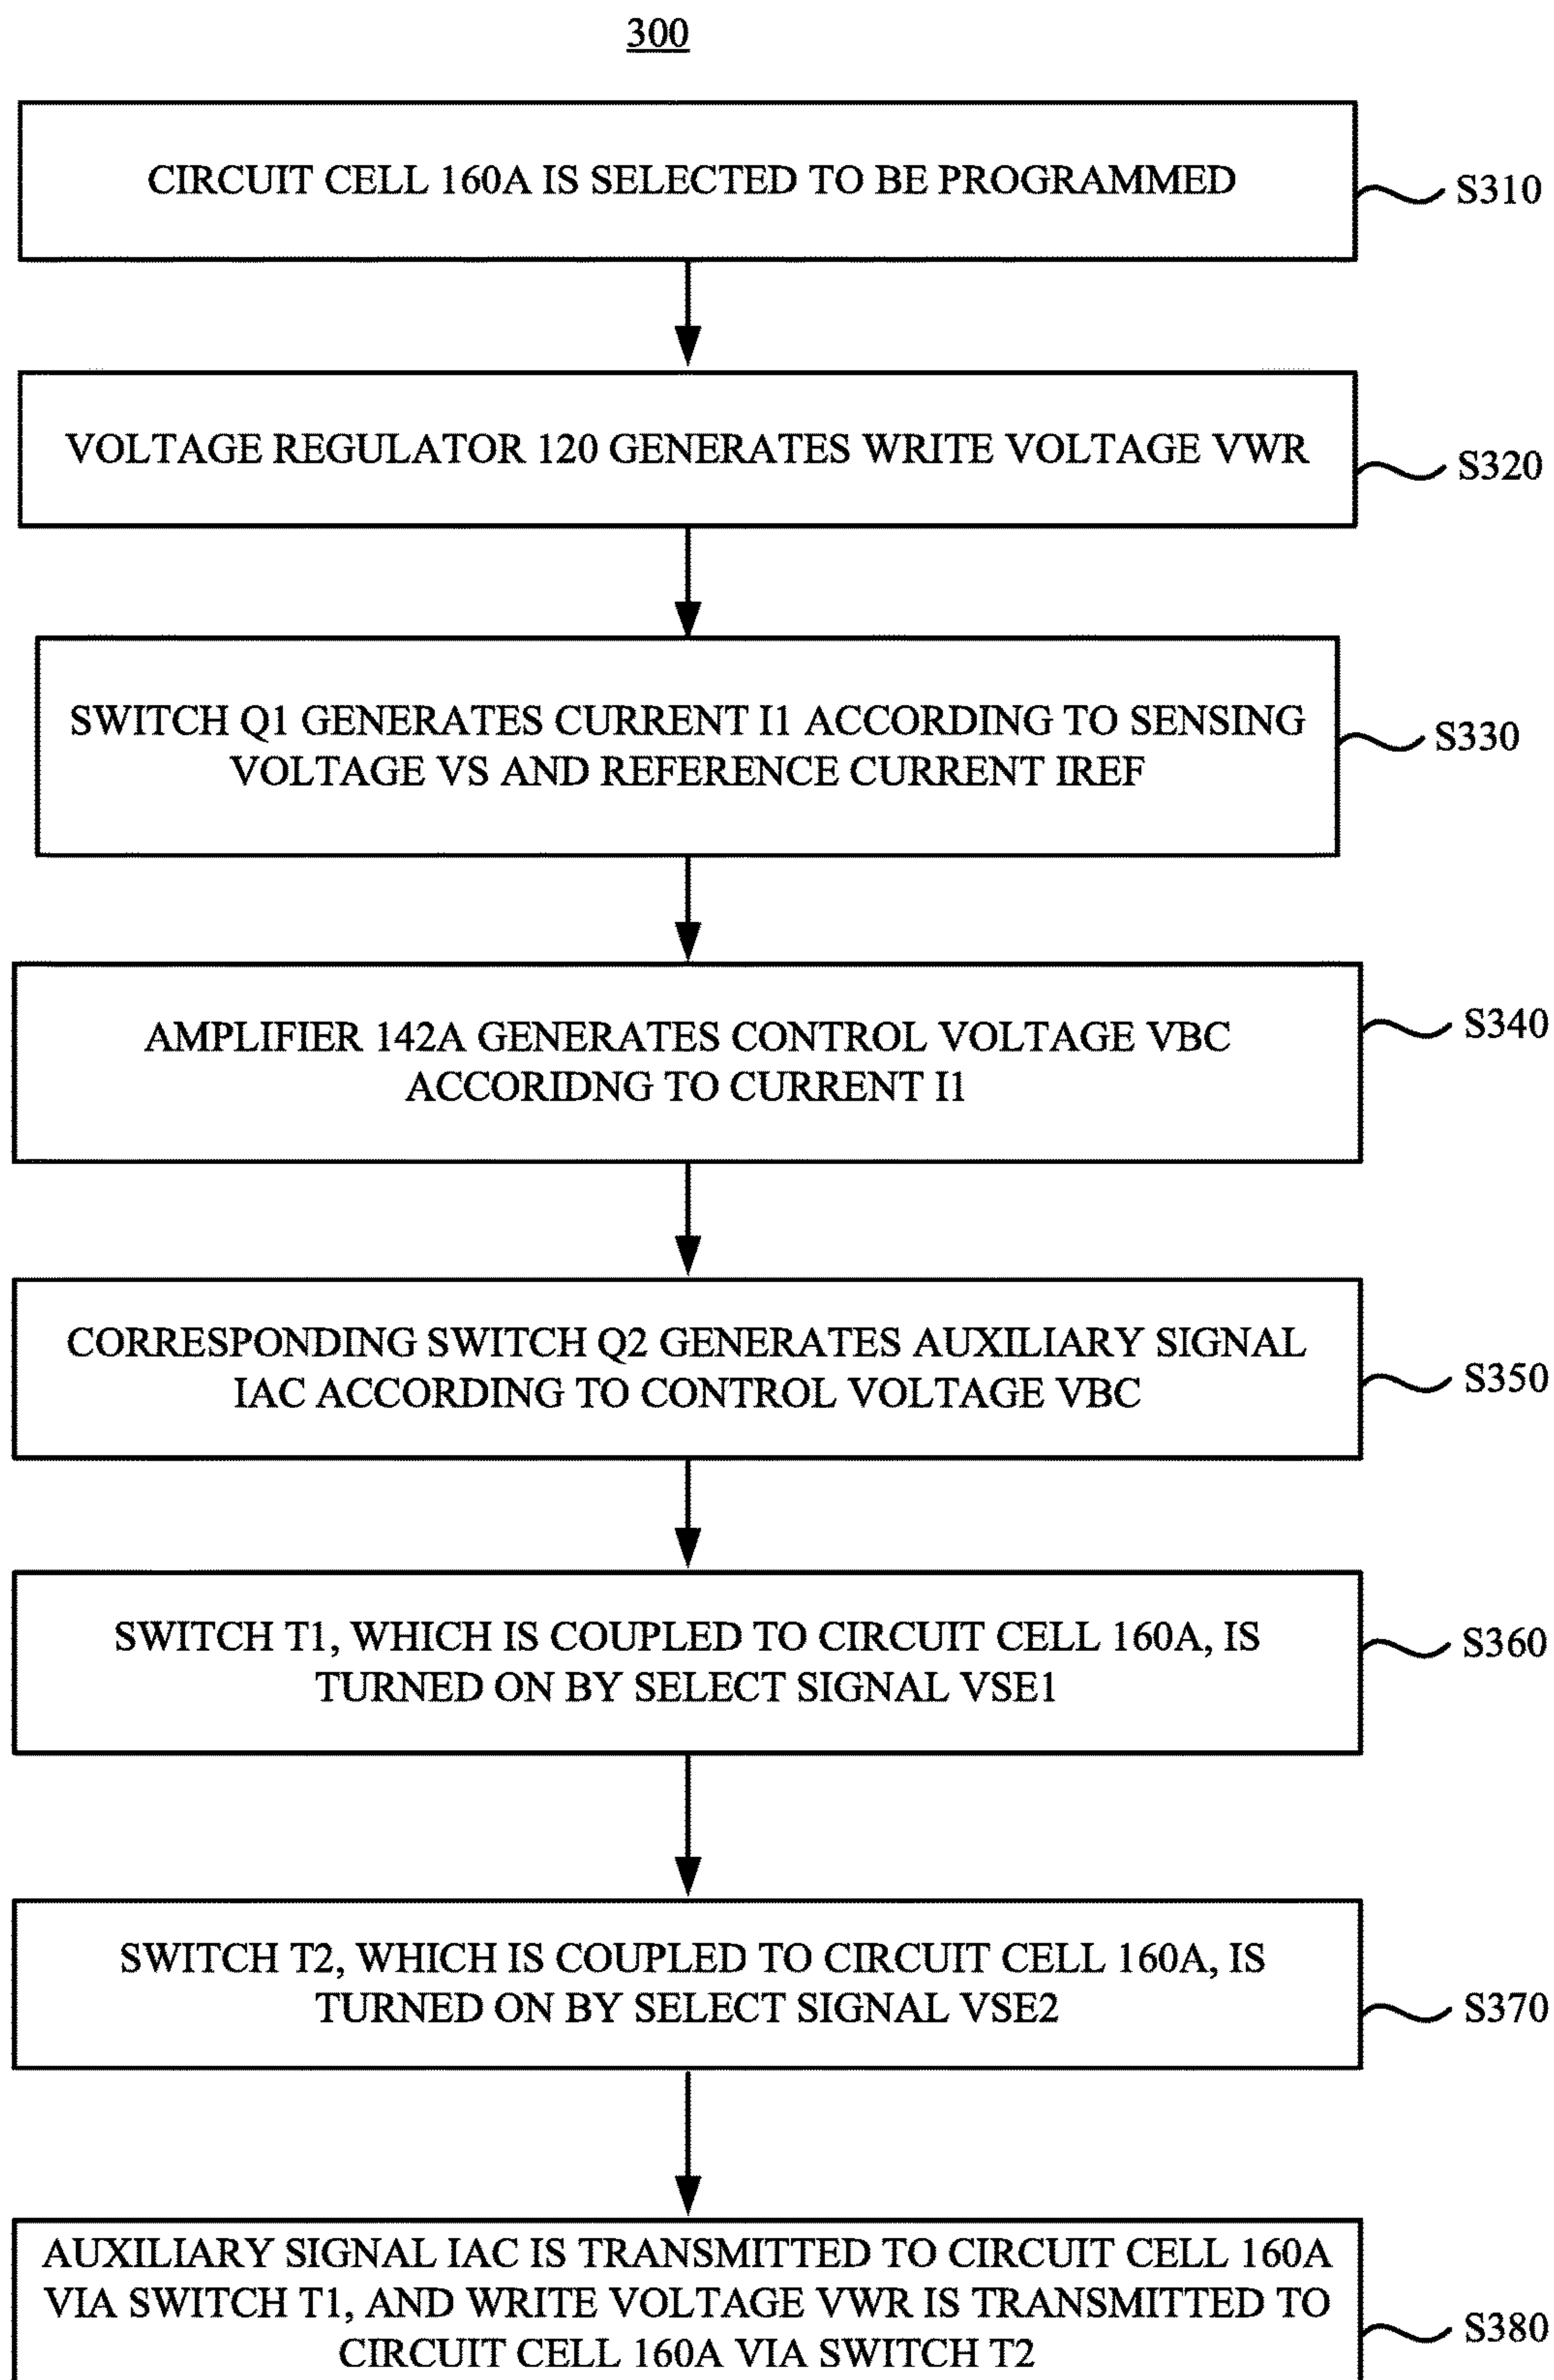 300
CIRCUIT CELL 160A IS SELECTED TO BE PROGRAMMED
S310
VOLTAGE REGULATOR 120 GENERATES WRITE VOLTAGE VWR
S320
SWITCH Q1 GENERATES CURRENT I1 ACCORDING TO SENSING
VOLTAGE VS AND REFERENCE CURRENT IREF
S330
AMPLIFIER 142A GENERATES CONTROL VOLTAGE VBC
ACCORIDNG TO CURRENT I1
S340
CORRESPONDING SWITCH Q2 GENERATES AUXILIARY SIGNAL
IAC ACCORDING TO CONTROL VOLTAGE VBC
S350
SWITCH T1, WHICH IS COUPLED TO CIRCUIT CELL 160A, IS
TURNED ON BY SELECT SIGNAL VSE1
S360
SWITCH T2, WHICH IS COUPLED TO CIRCUIT CELL 160A, IS
TURNED ON BY SELECT SIGNAL VSE2
S370
AUXILIARY SIGNAL IAC IS TRANSMITTED TO CIRCUIT CELL 160A
VIA SWITCH T1, AND WRITE VOLTAGE VWR IS TRANSMITTED TO
CIRCUIT CELL 160A VIA SWITCH T2
S380